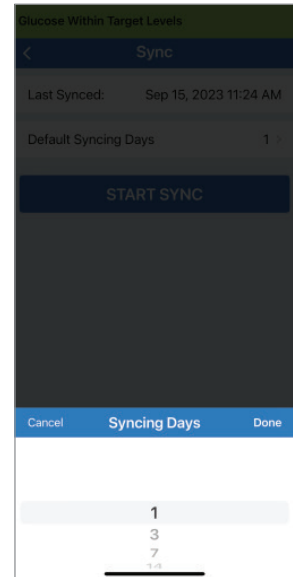 Glucose Within Target Levels
< Sync
Last Synced: Sep 15, 2023 11:24 AM
Default Syncing Days 1 >
START SYNC
Cancel Syncing Days Done
1
3
7
14